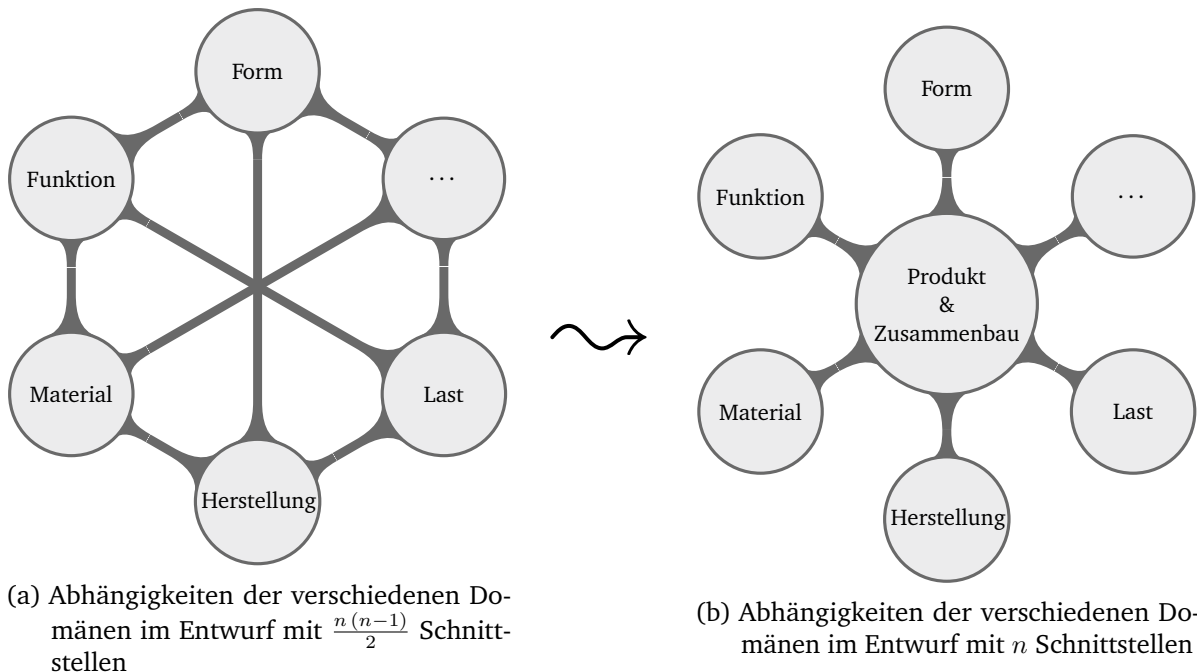 Form
Funktion
...
Material
Last
Herstellung
(a) Abhängigkeiten der verschiedenen Do-
mänen im Entwurf mit n (n−1)/2 Schnitt-
stellen
Form
Funktion
...
Produkt
&
Zusammenbau
Material
Last
Herstellung
(b) Abhängigkeiten der verschiedenen Do-
mänen im Entwurf mit n Schnittstellen